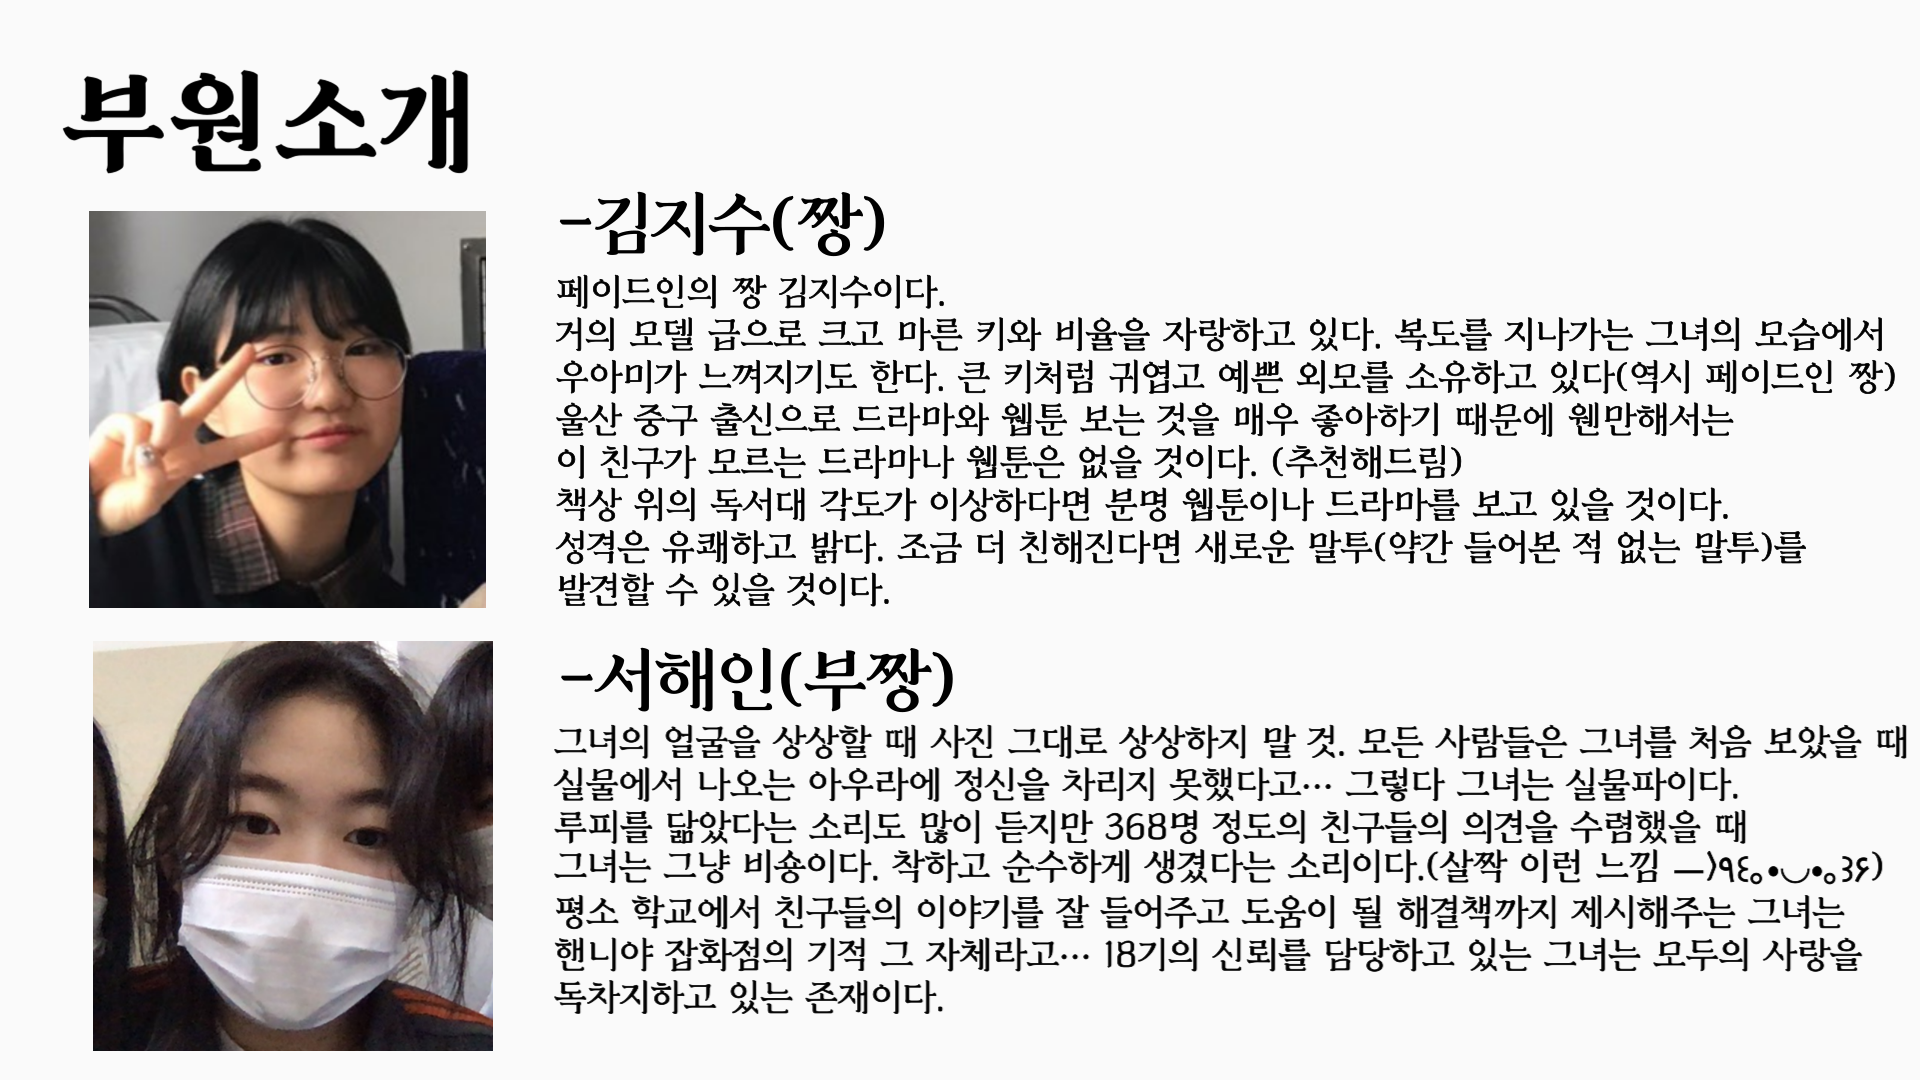 부원소개
-김지수(짱)
페이드인의 짱 김지수이다.
거의 모델 급으로 크고 마른 키와 비율을 자랑하고 있다. 복도를 지나가는 그녀의 모습에서
우아미가 느껴지기도 한다. 큰 키처럼 귀엽고 예쁜 외모를 소유하고 있다(역시 페이드인 짱)
울산 중구 출신으로 드라마와 웹툰 보는 것을 매우 좋아하기 때문에 웬만해서는
이 친구가 모르는 드라마나 웹툰은 없을 것이다. (추천해드림)
책상 위의 독서대 각도가 이상하다면 분명 웹툰이나 드라마를 보고 있을 것이다.
성격은 유쾌하고 밝다. 조금 더 친해진다면 새로운 말투(약간 들어본 적 없는 말투)를
발견할 수 있을 것이다.
-서해인(부짱)
그녀의 얼굴을 상상할 때 사진 그대로 상상하지 말 것. 모든 사람들은 그녀를 처음 보았을 때
실물에서 나오는 아우라에 정신을 차리지 못했다고… 그렇다 그녀는 실물파이다.
루피를 닮았다는 소리도 많이 듣지만 368명 정도의 친구들의 의견을 수렴했을 때
그녀는 그냥 비숑이다. 착하고 순수하게 생겼다는 소리이다.(살짝 이런 느낌 —>٩꒰｡•◡•｡꒱۶)
평소 학교에서 친구들의 이야기를 잘 들어주고 도움이 될 해결책까지 제시해주는 그녀는
핸니야 잡화점의 기적 그 자체라고… 18기의 신뢰를 담당하고 있는 그녀는 모두의 사랑을
독차지하고 있는 존재이다.